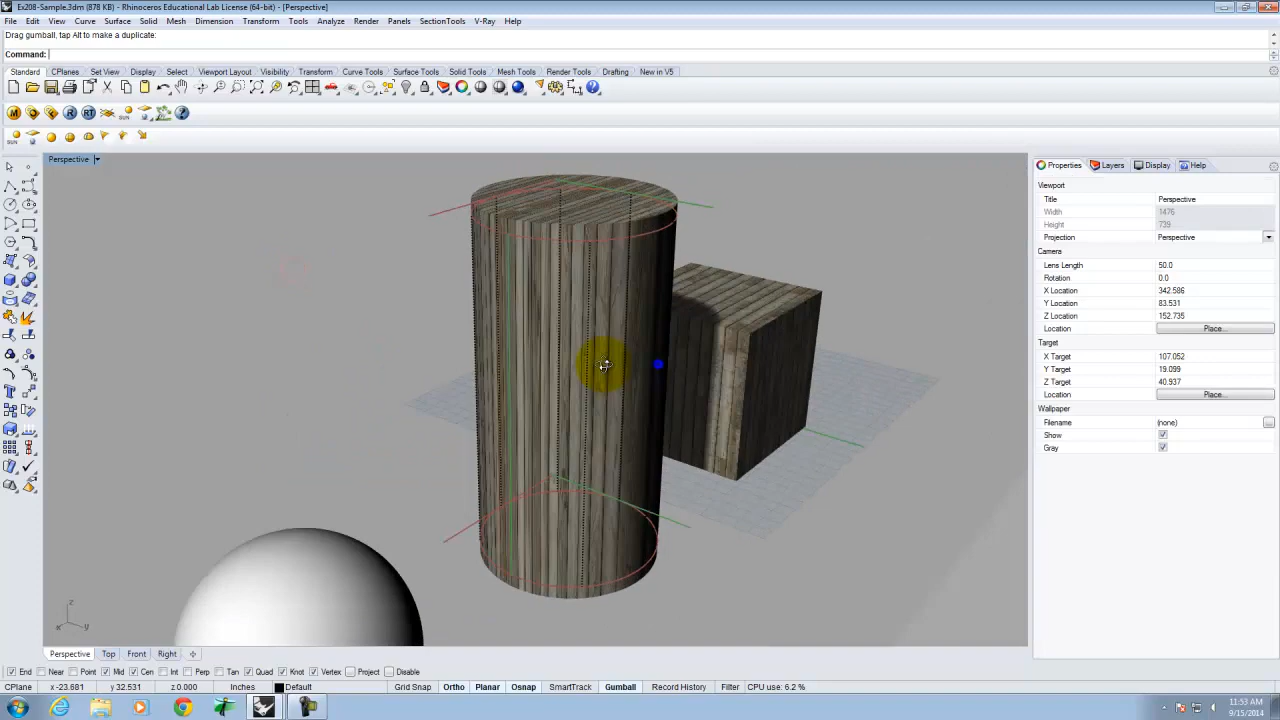 Ex208-Sample.3dm (878 KB) - Rhinoceros Educational Lab License (64-bit) - [Perspective]
File Edit View Curve Surface Solid Mesh Dimension Transform Tools Analyze Render Panels SectionTools V-Ray Help
Drag gumball, tap Alt to make a duplicate:
Command:
Standard CPlanes Set View Display Select Viewport Layout Visibility Transform Curve Tools Surface Tools Solid Tools Mesh Tools Render Tools Drafting New in V5
M R RT
SUN
SUN
Perspective
Properties Layers Display Help
Viewport
Title Perspective
Width 1476
Height 739
Projection Perspective
Camera
Lens Length 50.0
Rotation 0.0
X Location 342.586
Y Location 83.531
Z Location 152.735
Location Place...
Target
X Target 107.052
Y Target 19.099
Z Target 40.937
Location Place...
Wallpaper
Filename (none)
Show
Gray
z
x y
Perspective Top Front Right
End Near Point Mid Cen Int Perp Tan Quad Knot Vertex Project Disable
CPlane x -23.681 y 32.531 z 0.000 Inches Default Grid Snap Ortho Planar Osnap SmartTrack Gumball Record History Filter CPU use: 6.2 %
11:53 AM
9/15/2014